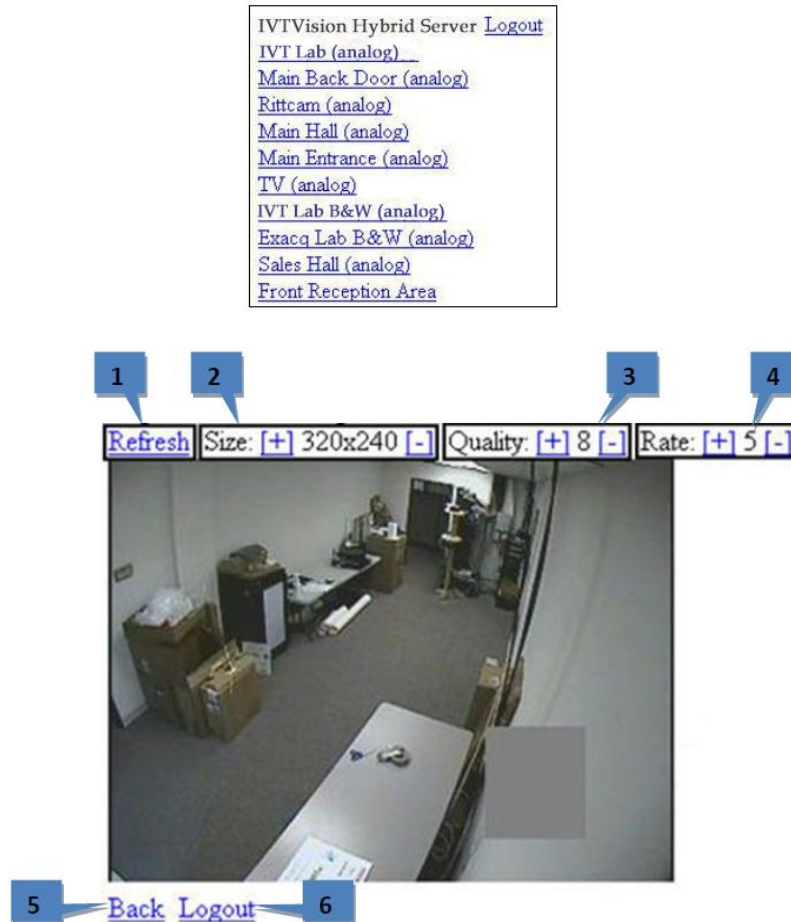 IVTVision Hybrid Server Logout
IVT Lab (analog)
Main Back Door (analog)
Rittcam (analog)
Main Hall (analog)
Main Entrance (analog)
TV (analog)
IVT Lab B&W (analog)
Exacq Lab B&W (analog)
Sales Hall (analog)
Front Reception Area
1 2 3 4
Refresh Size: [+] 320x240 [-] Quality: [+] 8 [-] Rate: [+] 5 [-]
5 Back Logout 6